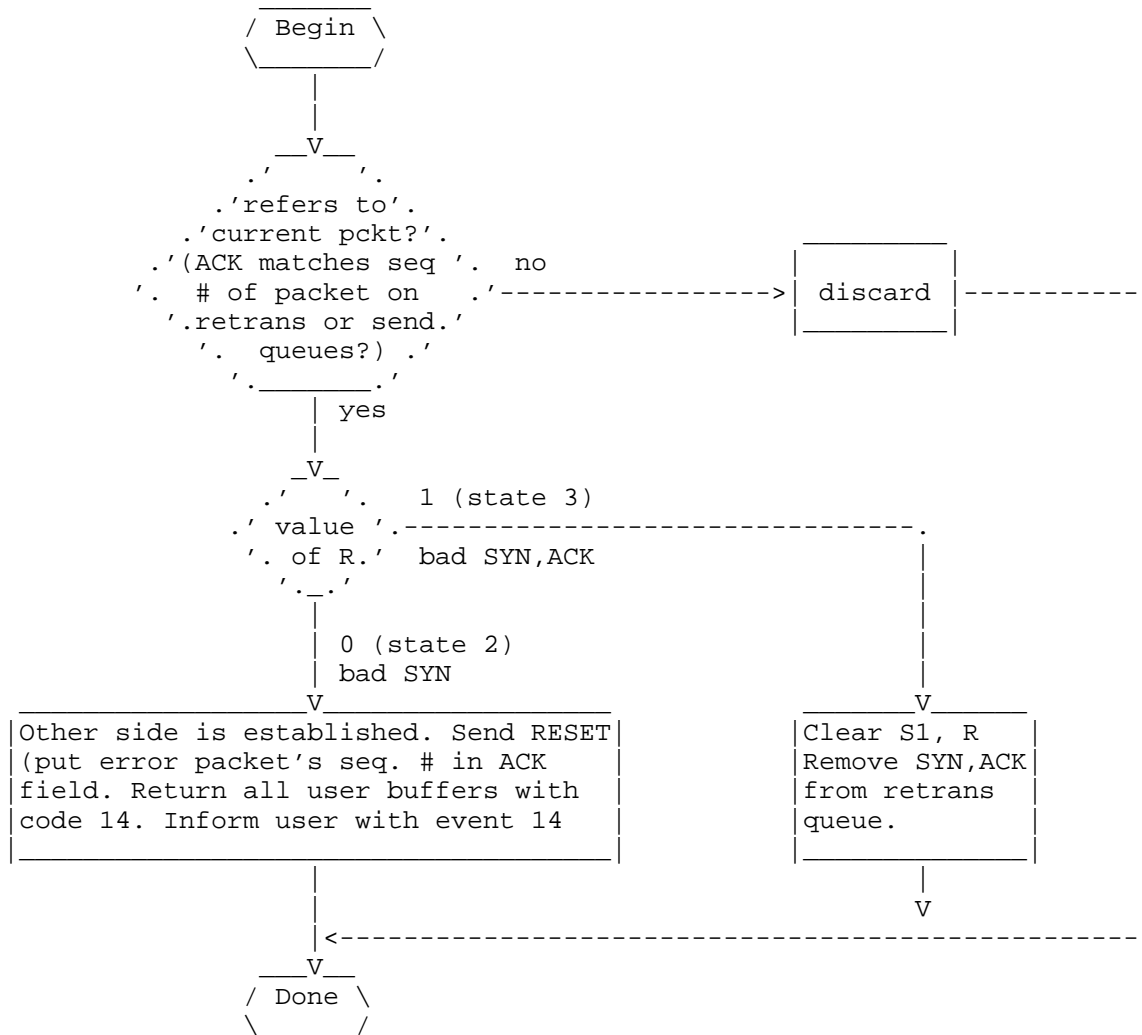 Begin
refers to
current pckt?
(ACK matches seq no
# of packet on discard
retrans or send
queues?)
yes
1 (state 3)
value
of R. bad SYN,ACK
0 (state 2)
bad SYN
Other side is established. Send RESET
(put error packet's seq. # in ACK
field. Return all user buffers with
code 14. Inform user with event 14
Clear S1, R
Remove SYN,ACK
from retrans
queue.
Done